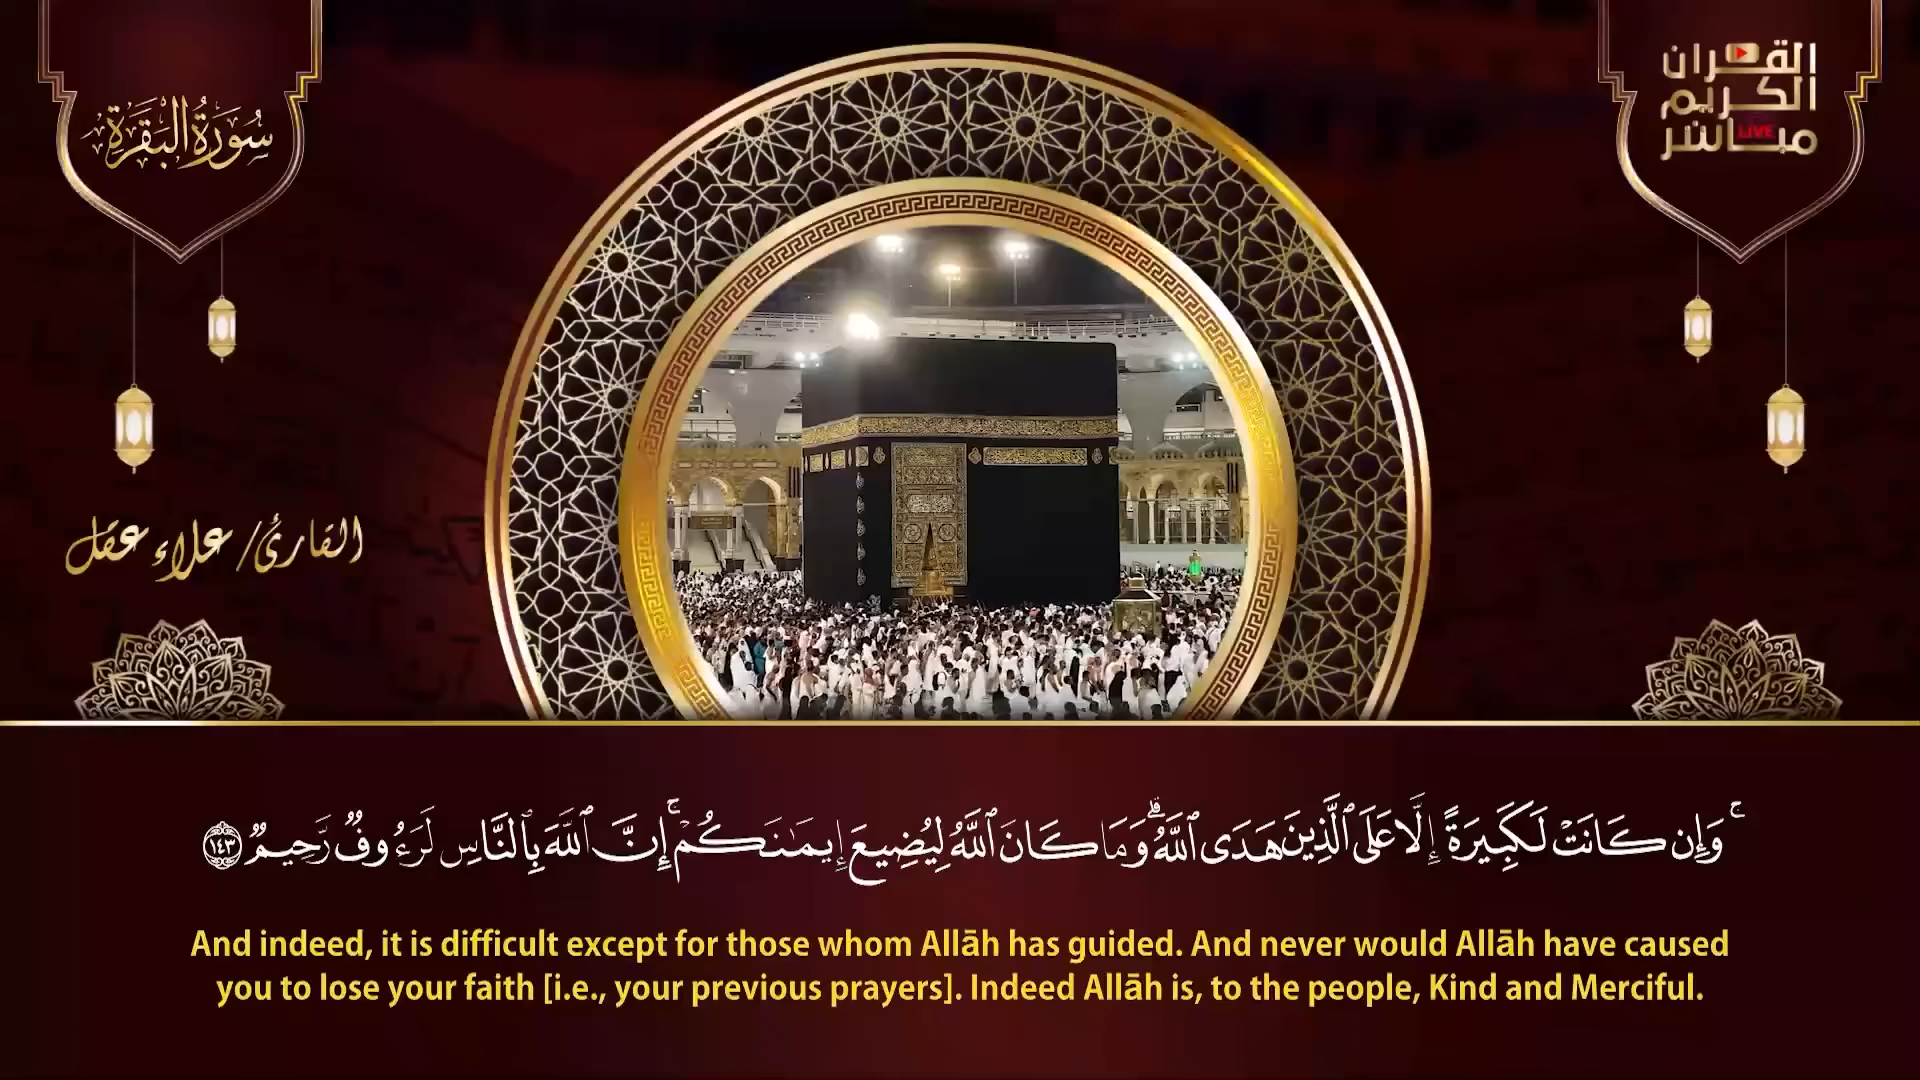 سُورَةُ البَقَرَةِ
القرآن
الكريم
مباشر
LIVE
القارئ/ علاء عقل
ۚ وَإِن كَانَتْ لَكَبِيرَةً إِلَّا عَلَى ٱلَّذِينَ هَدَى ٱللَّهُ ۗ وَمَا كَانَ ٱللَّهُ لِيُضِيعَ إِيمَٰنَكُمْ ۚ إِنَّ ٱللَّهَ بِٱلنَّاسِ لَرَءُوفٌ رَّحِيمٌ ١٤٣
And indeed, it is difficult except for those whom Allāh has guided. And never would Allāh have caused
you to lose your faith [i.e., your previous prayers]. Indeed Allāh is, to the people, Kind and Merciful.